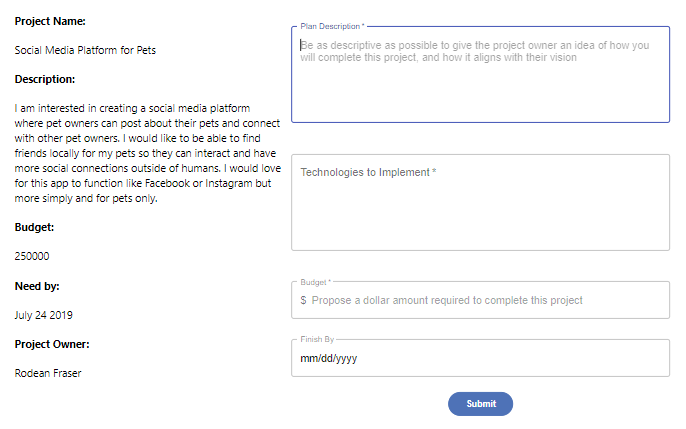 Project Name:
Social Media Platform for Pets
Description:
I am interested in creating a social media platform
where pet owners can post about their pets and connect
with other pet owners. I would like to be able to find
friends locally for my pets so they can interact and have
more social connections outside of humans. I would love
for this app to function like Facebook or Instagram but
more simply and for pets only.
Budget:
250000
Need by:
July 24 2019
Project Owner:
Rodean Fraser
Plan Description *
Be as descriptive as possible to give the project owner an idea of how you
will complete this project, and how it aligns with their vision
Technologies to Implement *
Budget *
$ Propose a dollar amount required to complete this project
Finish By
mm/dd/yyyy
Submit